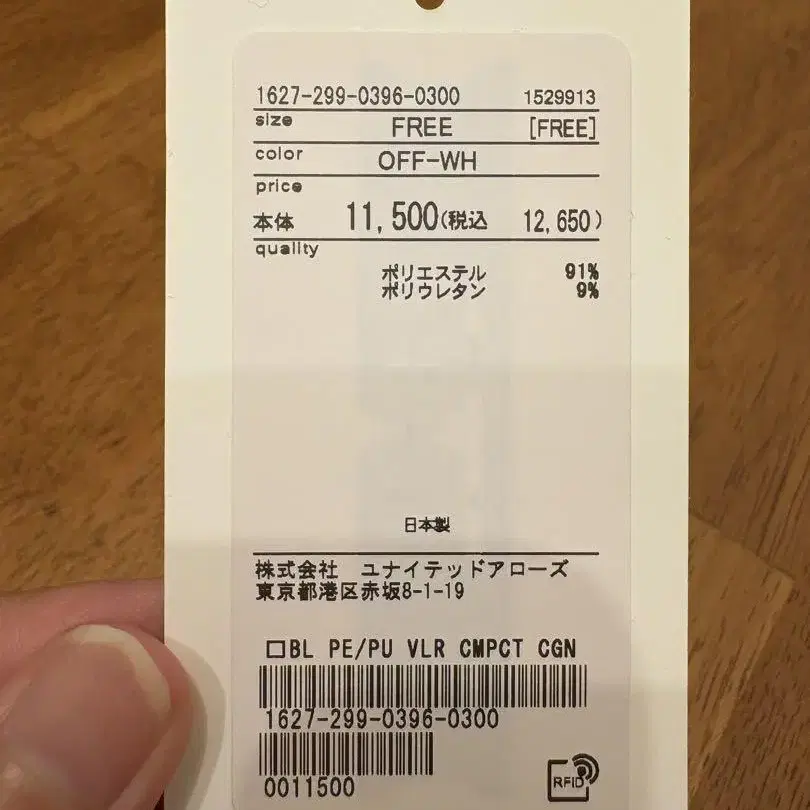 1627-299-0396-0300 1529913
size FREE [FREE]
color OFF-WH
price
本体 11,500(税込 12,650)
quality
ポリエステル 91%
ポリウレタン 9%
日本製
株式会社 ユナイテッドアローズ
東京都港区赤坂8-1-19
口BL PE/PU VLR CMPCT CGN
1627-299-0396-0300
0011500
RFID